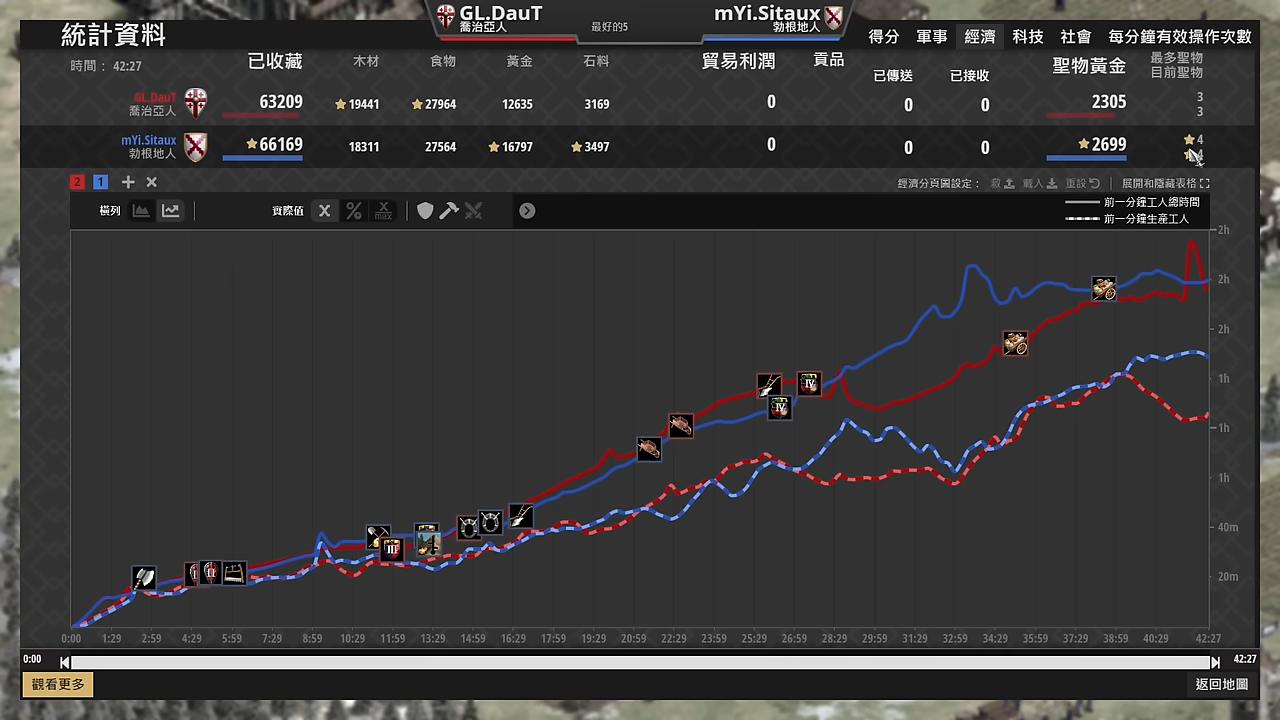 GL.DauT
喬治亞人
最好的5
mYi.Sitaux
勃根地人
統計資料
得分 軍事 經濟 科技 社會 每分鐘有效操作次數
時間： 42:27
已收藏 木材 食物 黃金 石料 貿易利潤 貢品 已傳送 已接收 聖物黃金 最多聖物
目前聖物
GL.DauT
喬治亞人
63209 19441 27964 12635 3169 0 0 0 2305 3
3
mYi.Sitaux
勃根地人
66169 18311 27564 16797 3497 0 0 0 2699 4
2 1 + ×
經濟分頁圖設定： 載入 重設 展開和隱藏表格
橫列 實際值 X % X max
前一分鐘工人總時間
前一分鐘生產工人
2h
2h
2h
1h
1h
1h
40m
20m
0:00 1:29 2:59 4:29 5:59 7:29 8:59 10:29 11:59 13:29 14:59 16:29 17:59 19:29 20:59 22:29 23:59 25:29 26:59 28:29 29:59 31:29 32:59 34:29 35:59 37:29 38:59 40:29 42:27
0:00 42:27
觀看更多 返回地圖